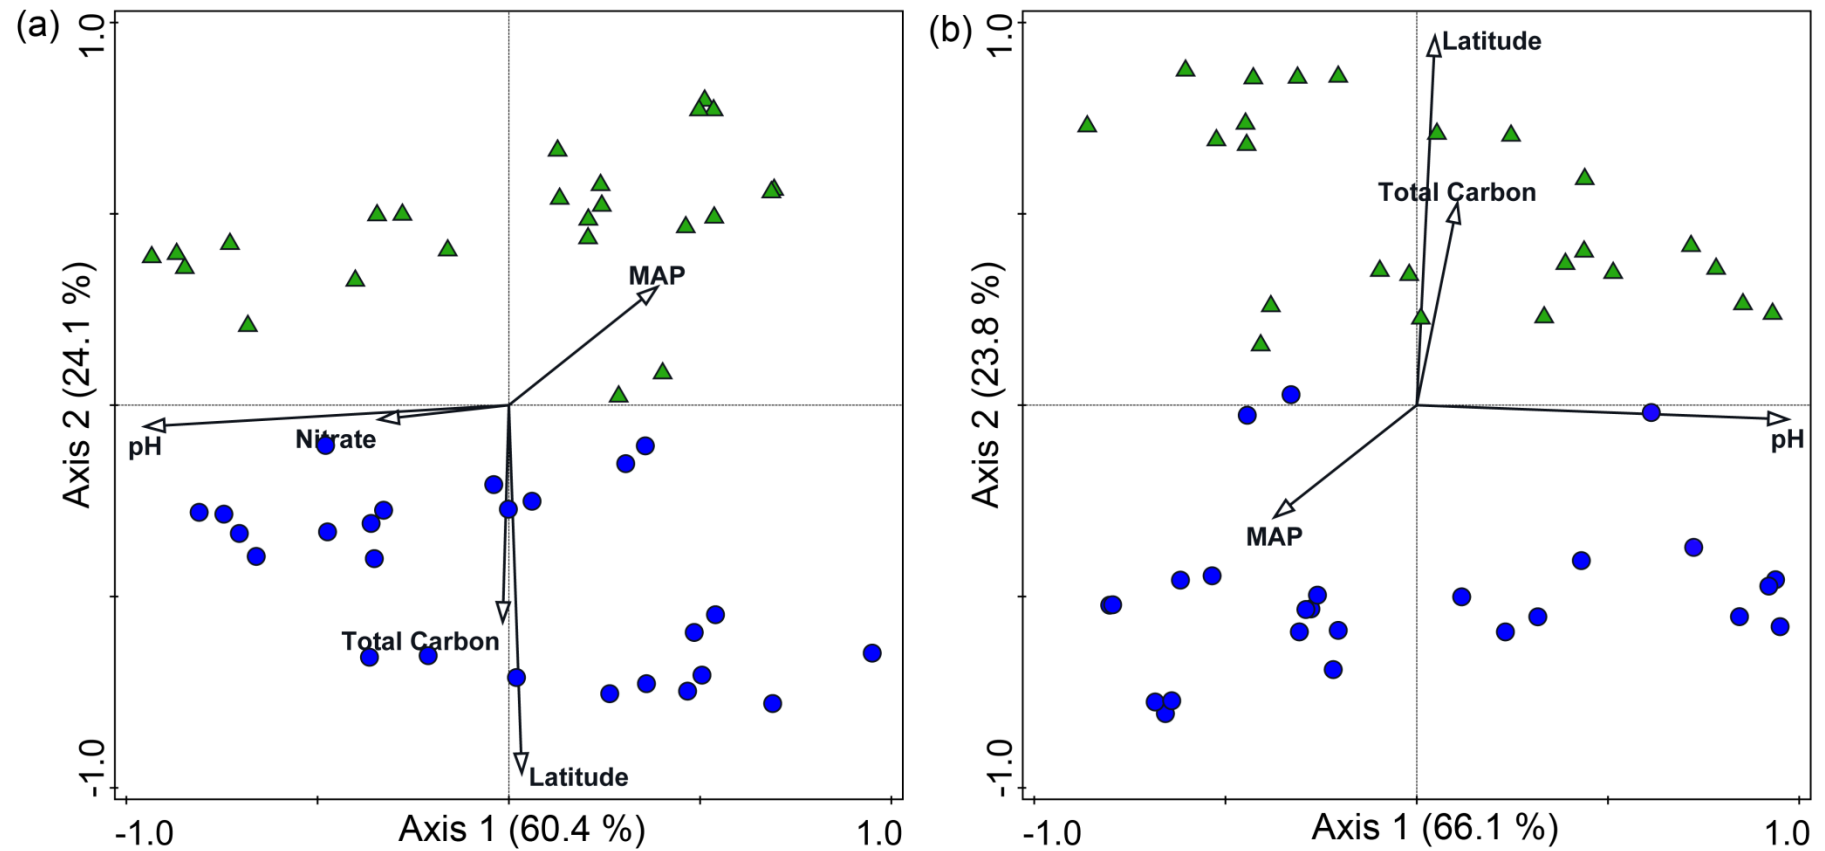 (a)
1.0
MAP
Axis 2 (24.1 %)
pH
Nitrate
Total Carbon
Latitude
-1.0
-1.0
Axis 1 (60.4 %)
1.0
(b)
1.0
Latitude
Total Carbon
Axis 2 (23.8 %)
pH
MAP
-1.0
-1.0
Axis 1 (66.1 %)
1.0